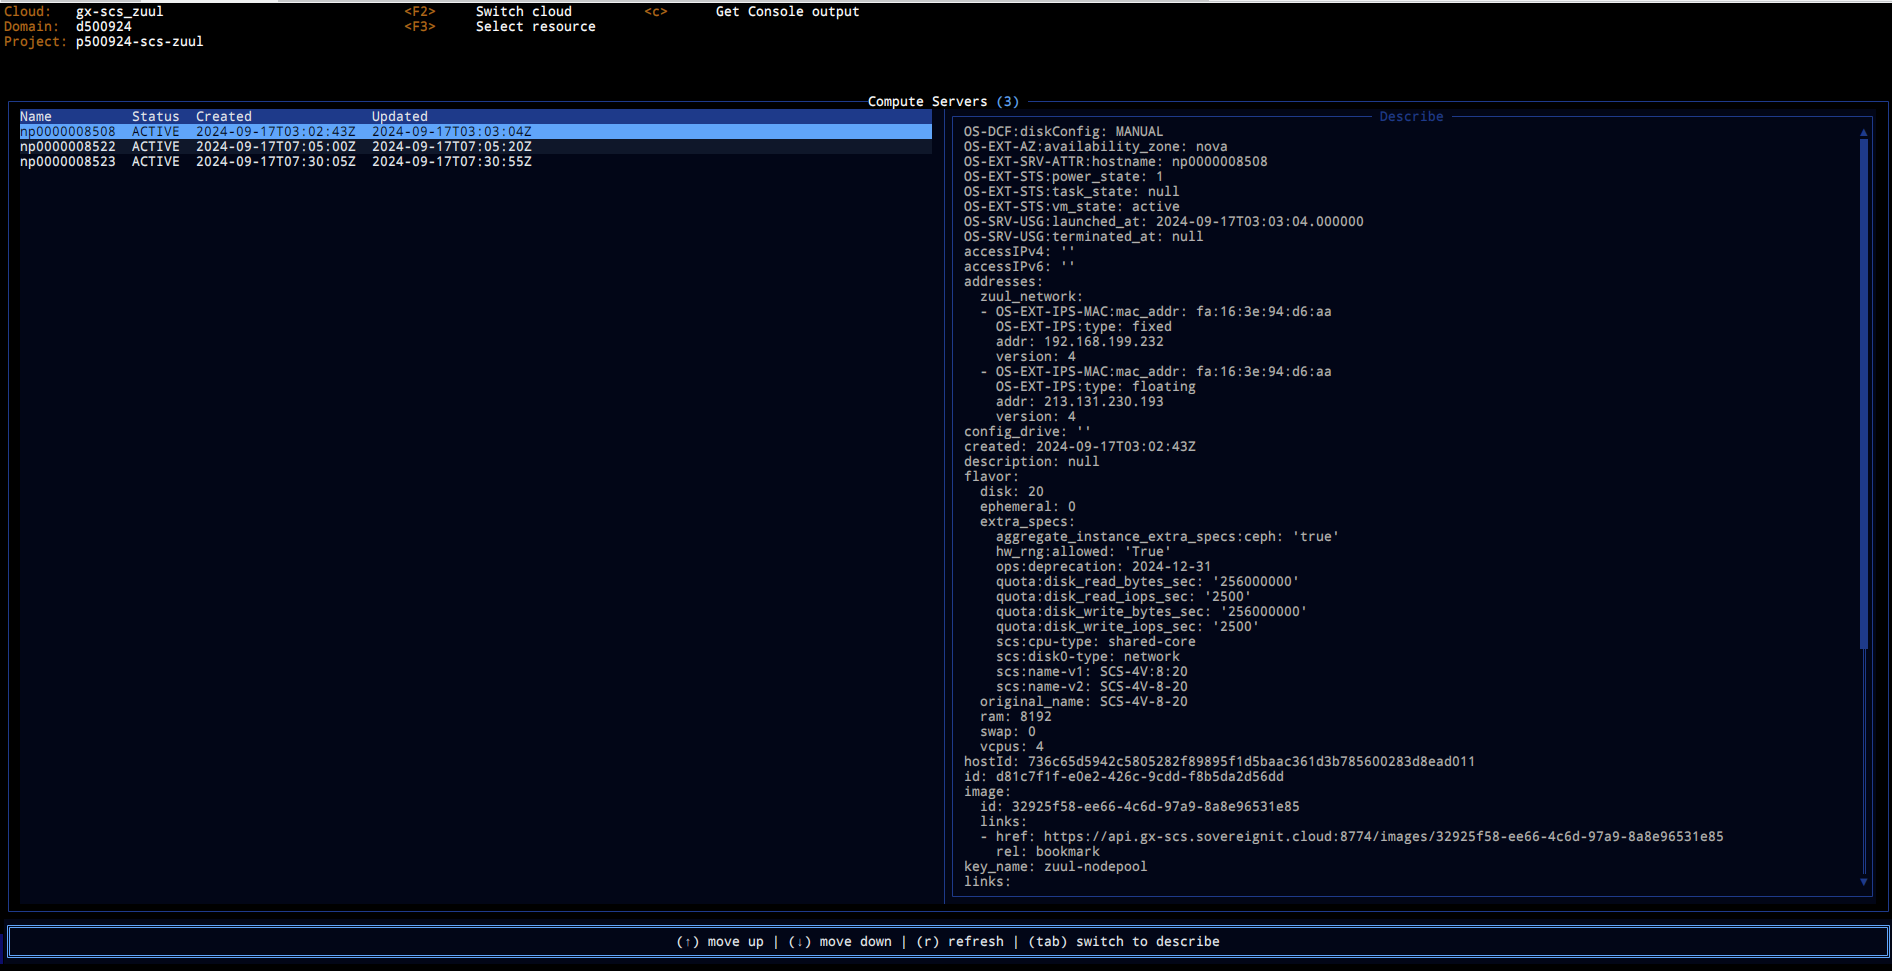 Cloud: gx-scs_zuul <F2> Switch cloud <c> Get Console output
Domain: d500924 <F3> Select resource
Project: p500924-scs-zuul
Compute Servers (3)
Name Status Created Updated
np0000008508 ACTIVE 2024-09-17T03:02:43Z 2024-09-17T03:03:04Z
np0000008522 ACTIVE 2024-09-17T07:05:00Z 2024-09-17T07:05:20Z
np0000008523 ACTIVE 2024-09-17T07:30:05Z 2024-09-17T07:30:55Z
Describe
OS-DCF:diskConfig: MANUAL
OS-EXT-AZ:availability_zone: nova
OS-EXT-SRV-ATTR:hostname: np0000008508
OS-EXT-STS:power_state: 1
OS-EXT-STS:task_state: null
OS-EXT-STS:vm_state: active
OS-SRV-USG:launched_at: 2024-09-17T03:03:04.000000
OS-SRV-USG:terminated_at: null
accessIPv4: ''
accessIPv6: ''
addresses:
  zuul_network:
  - OS-EXT-IPS-MAC:mac_addr: fa:16:3e:94:d6:aa
    OS-EXT-IPS:type: fixed
    addr: 192.168.199.232
    version: 4
  - OS-EXT-IPS-MAC:mac_addr: fa:16:3e:94:d6:aa
    OS-EXT-IPS:type: floating
    addr: 213.131.230.193
    version: 4
config_drive: ''
created: 2024-09-17T03:02:43Z
description: null
flavor:
  disk: 20
  ephemeral: 0
  extra_specs:
    aggregate_instance_extra_specs:ceph: 'true'
    hw_rng:allowed: 'True'
    ops:deprecation: 2024-12-31
    quota:disk_read_bytes_sec: '256000000'
    quota:disk_read_iops_sec: '2500'
    quota:disk_write_bytes_sec: '256000000'
    quota:disk_write_iops_sec: '2500'
    scs:cpu-type: shared-core
    scs:disk0-type: network
    scs:name-v1: SCS-4V:8:20
    scs:name-v2: SCS-4V-8-20
  original_name: SCS-4V-8-20
  ram: 8192
  swap: 0
  vcpus: 4
hostId: 736c65d5942c5805282f89895f1d5baac361d3b785600283d8ead011
id: d81c7f1f-e0e2-426c-9cdd-f8b5da2d56dd
image:
  id: 32925f58-ee66-4c6d-97a9-8a8e96531e85
  links:
  - href: https://api.gx-scs.sovereignit.cloud:8774/images/32925f58-ee66-4c6d-97a9-8a8e96531e85
    rel: bookmark
key_name: zuul-nodepool
links:
(↑) move up | (↓) move down | (r) refresh | (tab) switch to describe